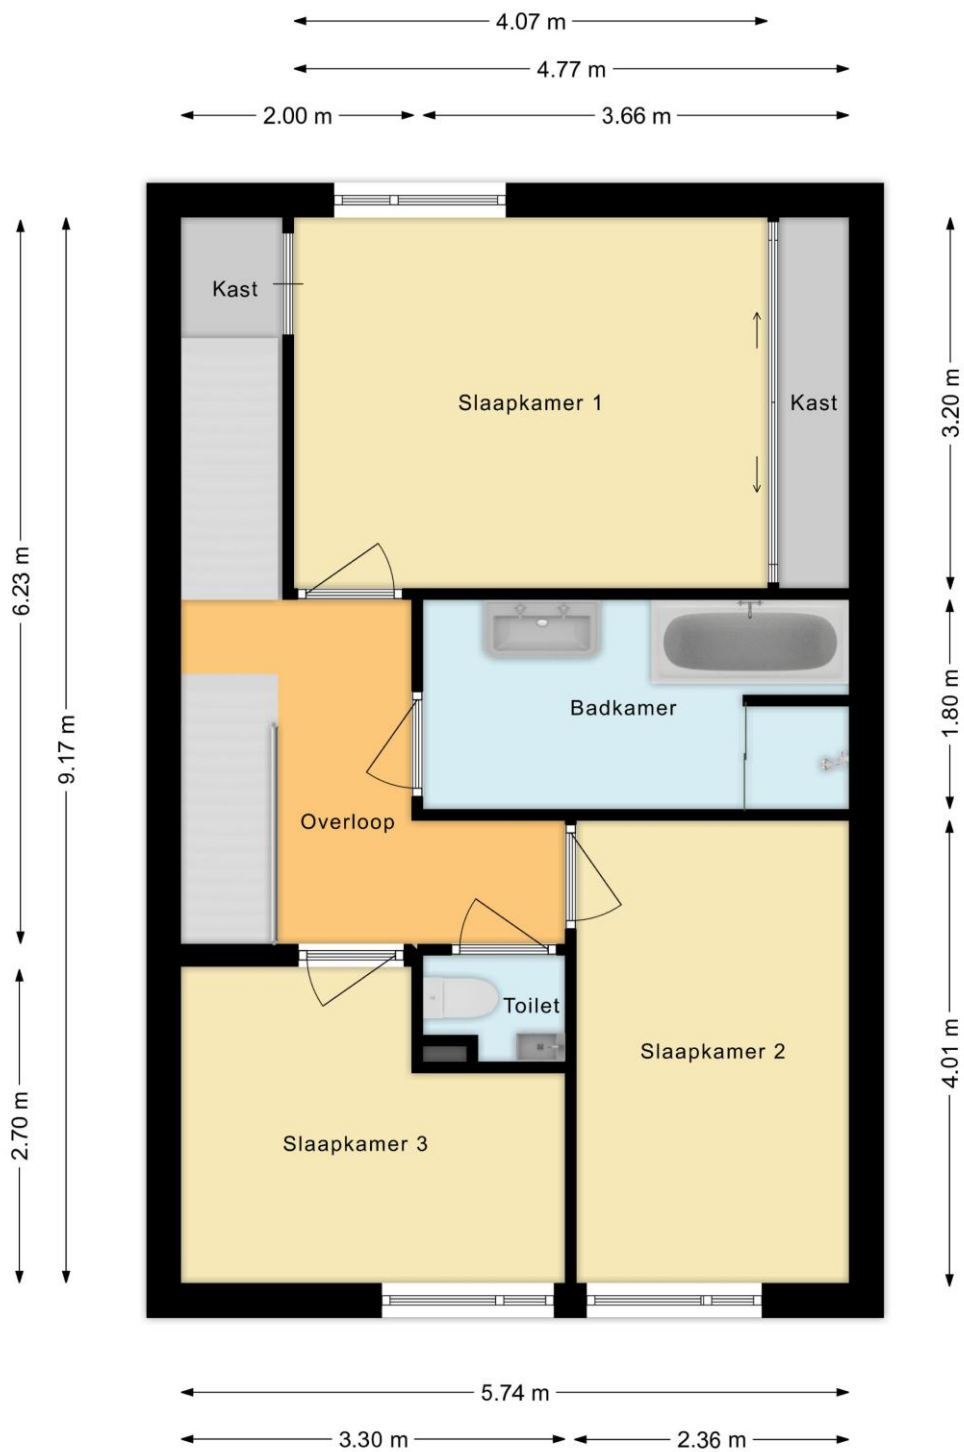 4.07 m
4.77 m
2.00 m
3.66 m
Kast
Slaapkamer 1
Kast
3.20 m
6.23 m
9.17 m
Badkamer
1.80 m
Overloop
Toilet
Slaapkamer 2
4.01 m
2.70 m
Slaapkamer 3
5.74 m
3.30 m
2.36 m